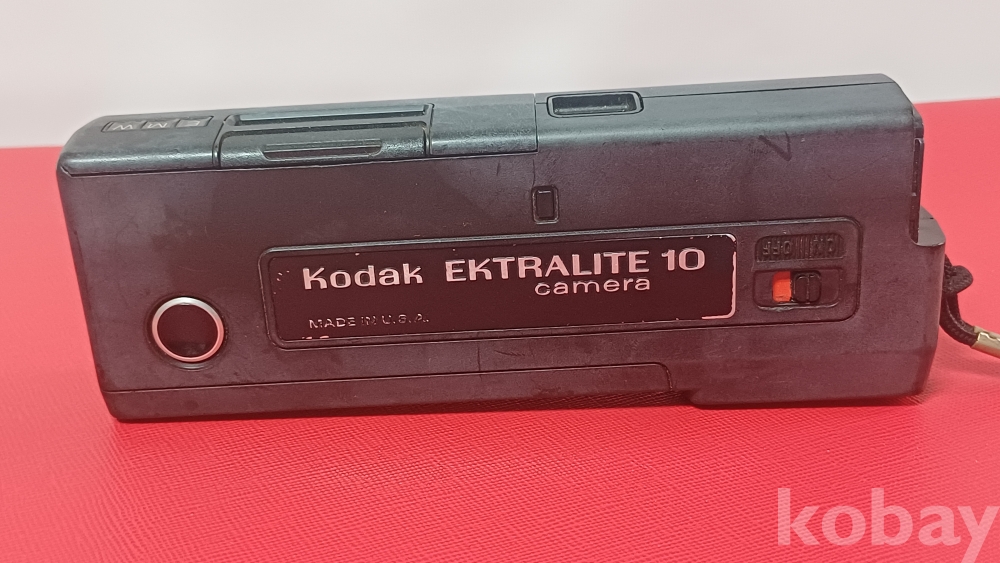 Kodak EKTRALITE 10
camera
MADE IN U.S.A.
kobay